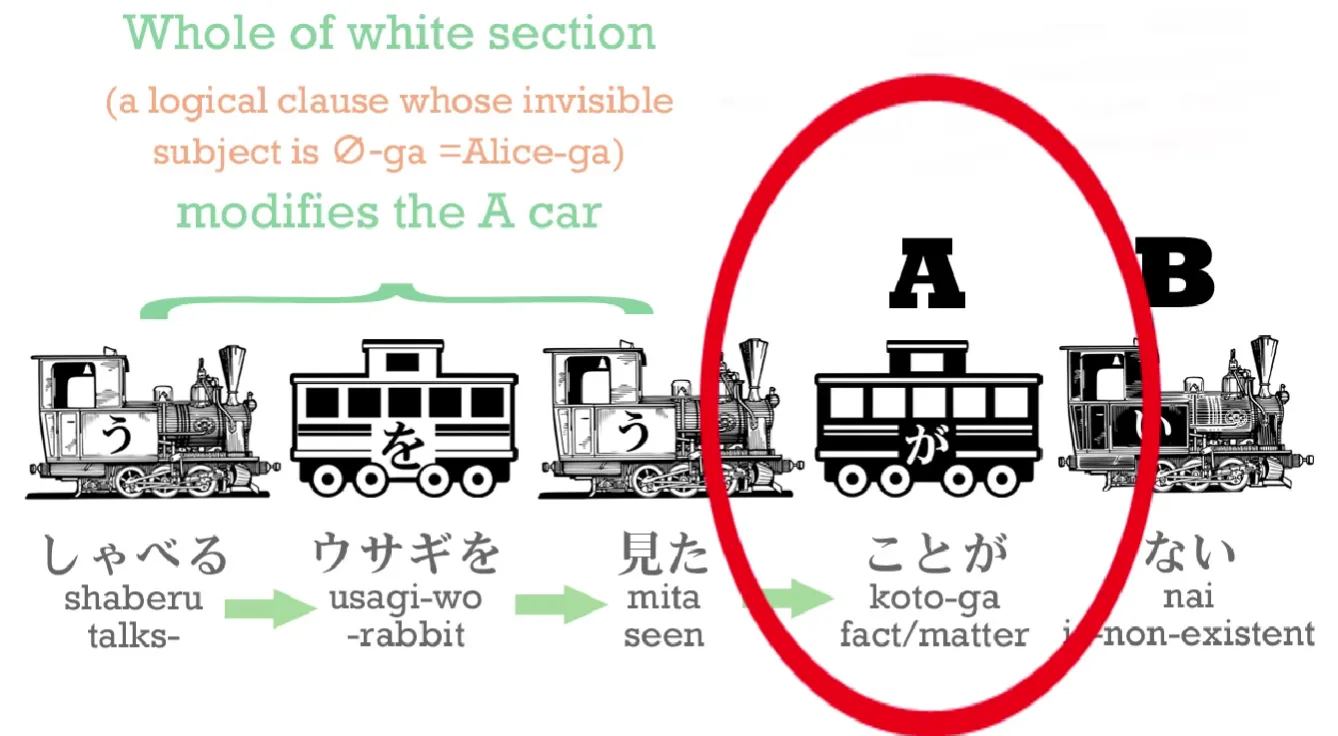 Whole of white section
(a logical clause whose invisible
subject is Ø-ga =Alice-ga)
modifies the A car
A
B
う
を
う
が
い
しゃべる
ウサギを
見た
ことが
ない
shaberu
usagi-wo
mita
koto-ga
nai
talks-
-rabbit
seen
fact/matter
is-non-existent